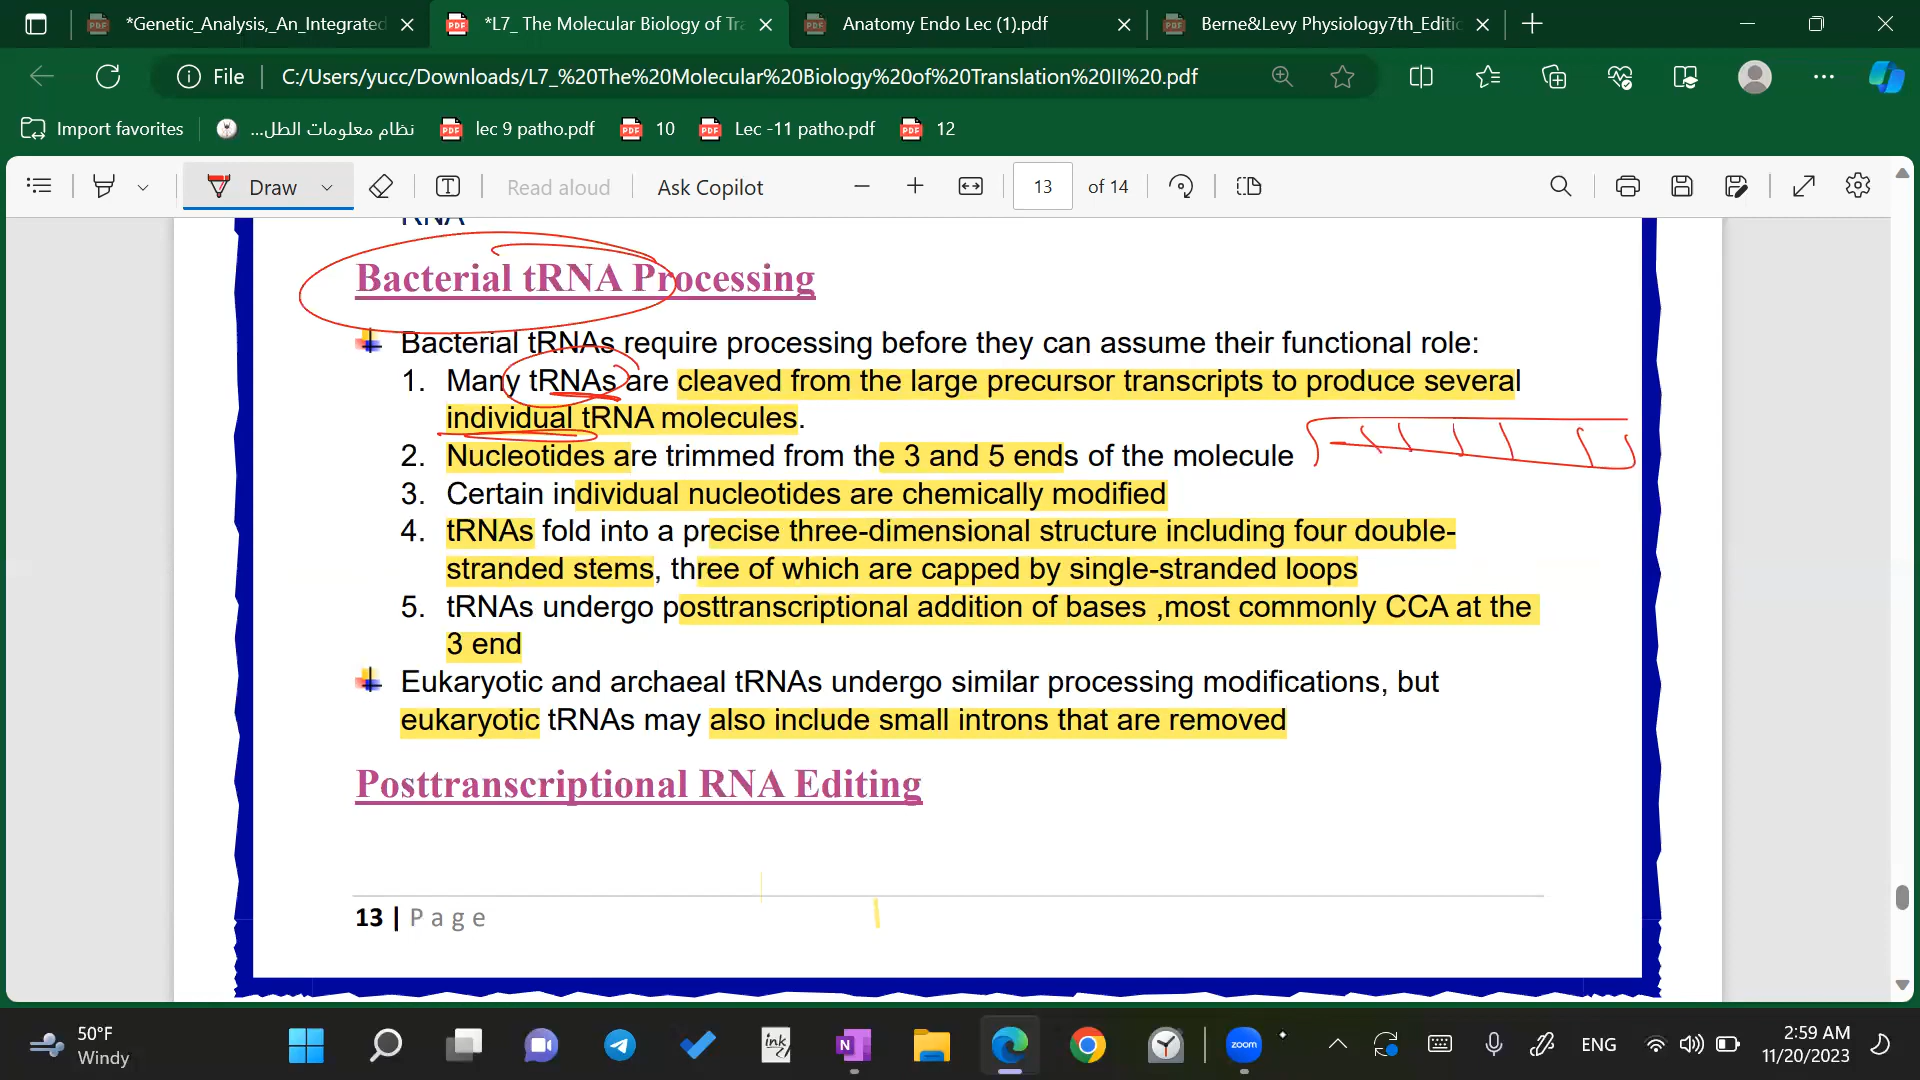 *Genetic_Analysis,_An_Integrated
*L7_ The Molecular Biology of Tra
Anatomy Endo Lec (1).pdf
Berne&Levy Physiology7th_Editio
File
C:/Users/yucc/Downloads/L7_%20The%20Molecular%20Biology%20of%20Translation%20II%20.pdf
Import favorites
نظام معلومات الطل...
lec 9 patho.pdf
10
Lec -11 patho.pdf
12
Draw
Read aloud
Ask Copilot
13
of 14
RNA
Bacterial tRNA Processing
Bacterial tRNAs require processing before they can assume their functional role:
1. Many tRNAs are cleaved from the large precursor transcripts to produce several
individual tRNA molecules.
2. Nucleotides are trimmed from the 3 and 5 ends of the molecule
3. Certain individual nucleotides are chemically modified
4. tRNAs fold into a precise three-dimensional structure including four double-
stranded stems, three of which are capped by single-stranded loops
5. tRNAs undergo posttranscriptional addition of bases ,most commonly CCA at the
3 end
Eukaryotic and archaeal tRNAs undergo similar processing modifications, but
eukaryotic tRNAs may also include small introns that are removed
Posttranscriptional RNA Editing
13 | Page
50°F
Windy
ink
N
zoom
ENG
2:59 AM
11/20/2023